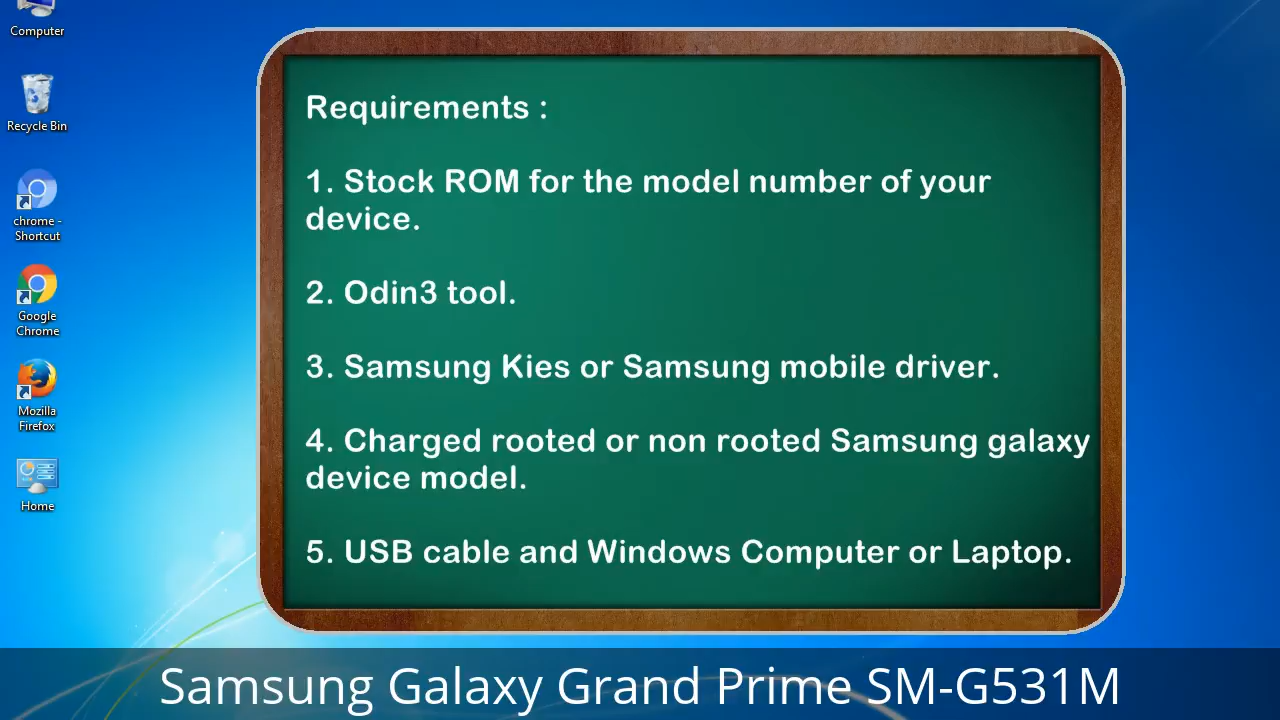 Computer
Recycle Bin
chrome -
Shortcut
Google
Chrome
Mozilla
Firefox
Home
Requirements :
1. Stock ROM for the model number of your
device.
2. Odin3 tool.
3. Samsung Kies or Samsung mobile driver.
4. Charged rooted or non rooted Samsung galaxy
device model.
5. USB cable and Windows Computer or Laptop.
Samsung Galaxy Grand Prime SM-G531M